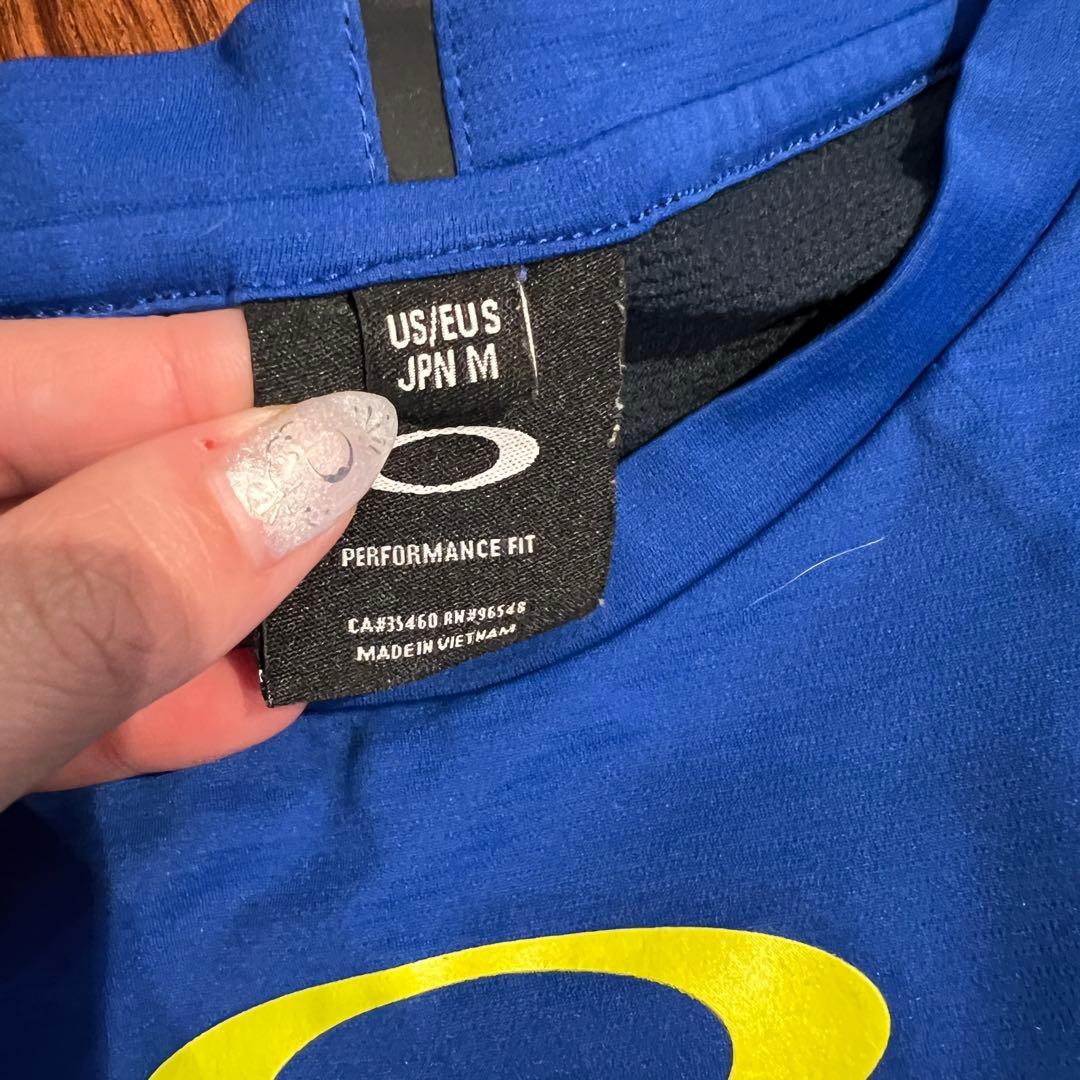 US/EU S
JPN M
PERFORMANCE FIT
CA#35460 RN#96548
MADE IN VIETNAM